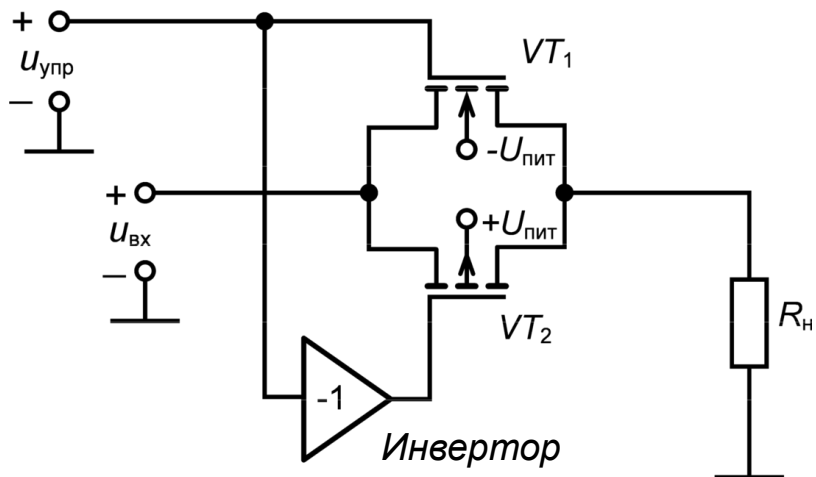 +
uупр
−
VT1
-Uпит
+
uвх
−
+Uпит
VT2
Rн
-1
Инвертор